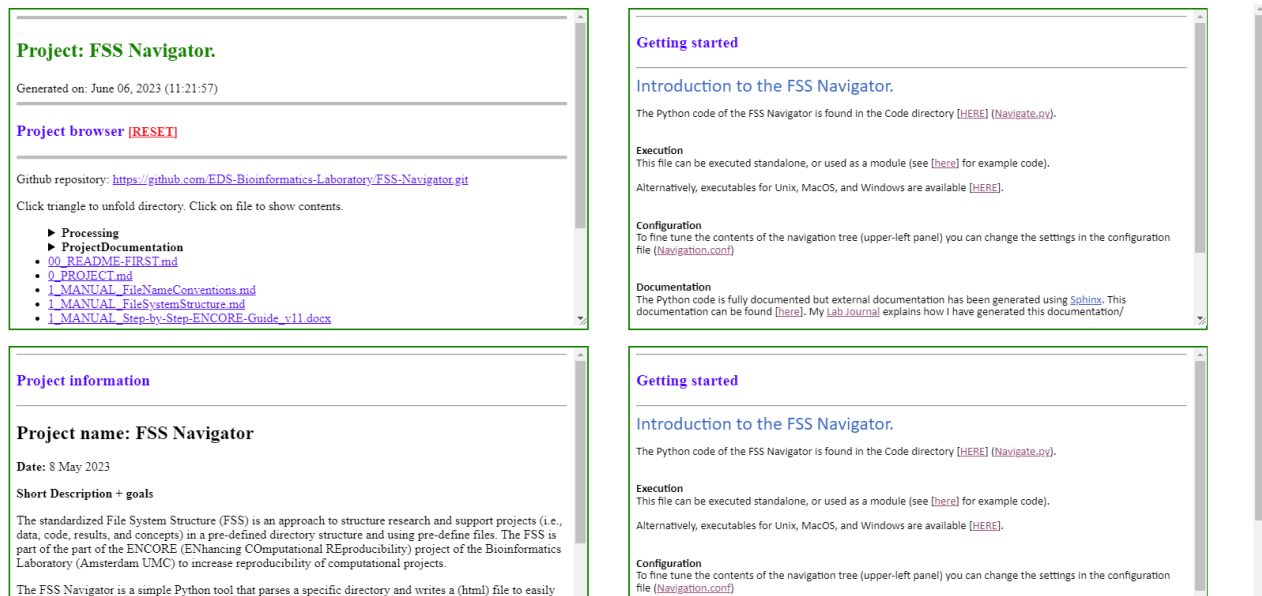 Project: FSS Navigator.
Generated on: June 06, 2023 (11:21:57)
Project browser [RESET]
Github repository: https://github.com/EDS-Bioinformatics-Laboratory/FSS-Navigator.git
Click triangle to unfold directory. Click on file to show contents.
▶ Processing
▶ ProjectDocumentation
• 00_README-FIRST.md
• 0_PROJECT.md
• 1_MANUAL_FileNameConventions.md
• 1_MANUAL_FileSystemStructure.md
• 1_MANUAL_Step-by-Step-ENCORE-Guide_v11.docx
Getting started
Introduction to the FSS Navigator.
The Python code of the FSS Navigator is found in the Code directory [HERE] (Navigate.py).
Execution
This file can be executed standalone, or used as a module (see [here] for example code).
Alternatively, executables for Unix, MacOS, and Windows are available [HERE].
Configuration
To fine tune the contents of the navigation tree (upper-left panel) you can change the settings in the configuration
file (Navigation.conf)
Documentation
The Python code is fully documented but external documentation has been generated using Sphinx. This
documentation can be found [here]. My Lab Journal explains how I have generated this documentation/
Project information
Project name: FSS Navigator
Date: 8 May 2023
Short Description + goals
The standardized File System Structure (FSS) is an approach to structure research and support projects (i.e.,
data, code, results, and concepts) in a pre-defined directory structure and using pre-define files. The FSS is
part of the part of the ENCORE (ENhancing COmputational REproducibility) project of the Bioinformatics
Laboratory (Amsterdam UMC) to increase reproducibility of computational projects.
The FSS Navigator is a simple Python tool that parses a specific directory and writes a (html) file to easily
Getting started
Introduction to the FSS Navigator.
The Python code of the FSS Navigator is found in the Code directory [HERE] (Navigate.py).
Execution
This file can be executed standalone, or used as a module (see [here] for example code).
Alternatively, executables for Unix, MacOS, and Windows are available [HERE].
Configuration
To fine tune the contents of the navigation tree (upper-left panel) you can change the settings in the configuration
file (Navigation.conf)